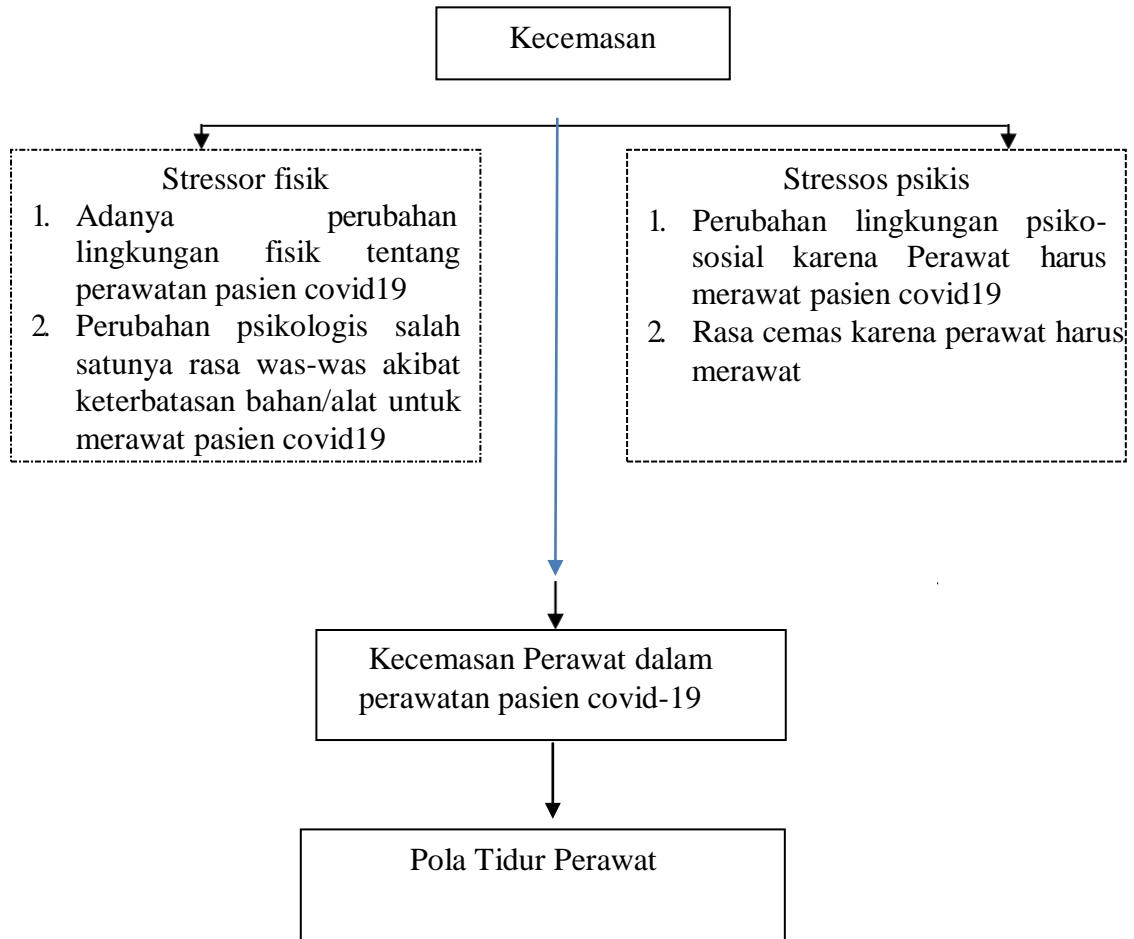 Kecemasan
Stressor fisik
1. Adanya perubahan
lingkungan fisik tentang
perawatan pasien covid19
2. Perubahan psikologis salah
satunya rasa was-was akibat
keterbatasan bahan/alat untuk
merawat pasien covid19
Stressos psikis
1. Perubahan lingkungan psiko-
sosial karena Perawat harus
merawat pasien covid19
2. Rasa cemas karena perawat harus
merawat
Kecemasan Perawat dalam
perawatan pasien covid-19
Pola Tidur Perawat